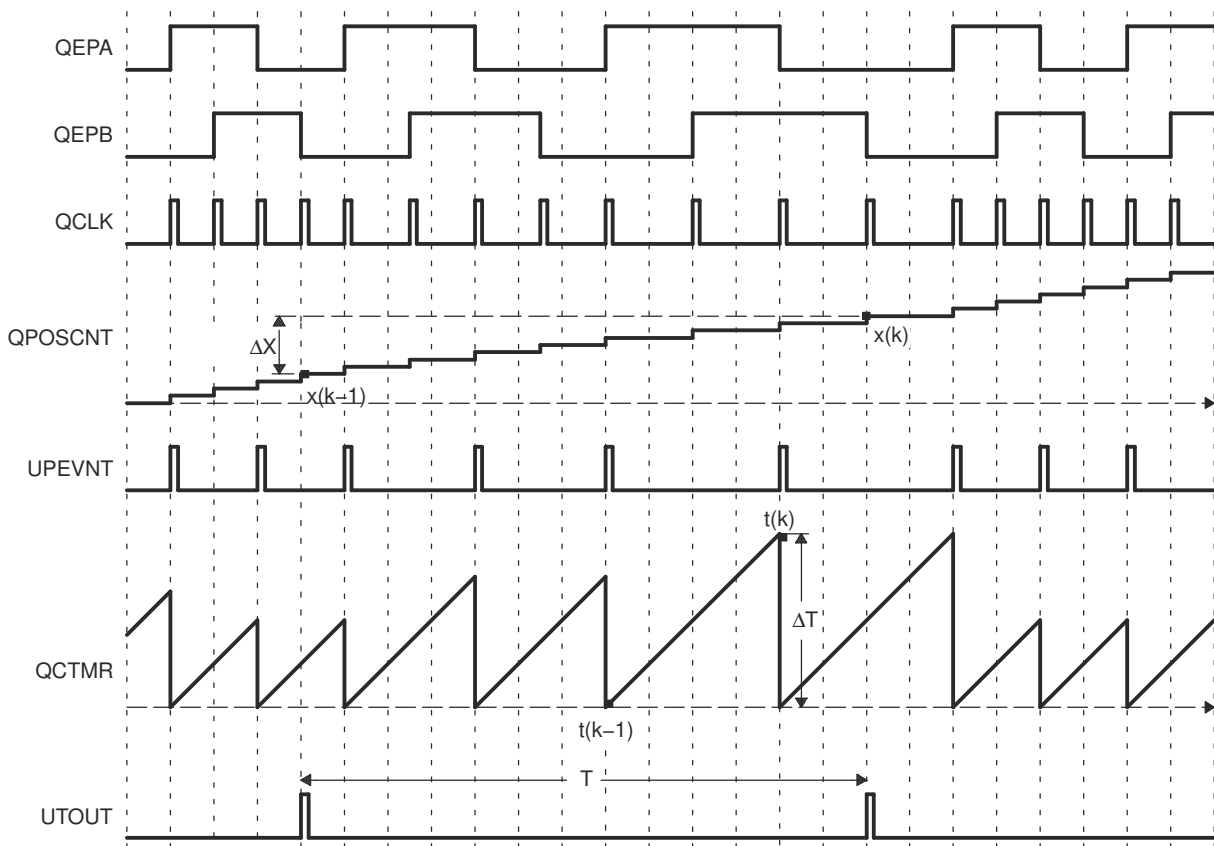 QEPA
QEPB
QCLK
QPOSCNT
ΔX
x(k)
x(k−1)
UPEVNT
t(k)
ΔT
QCTMR
t(k−1)
T
UTOUT